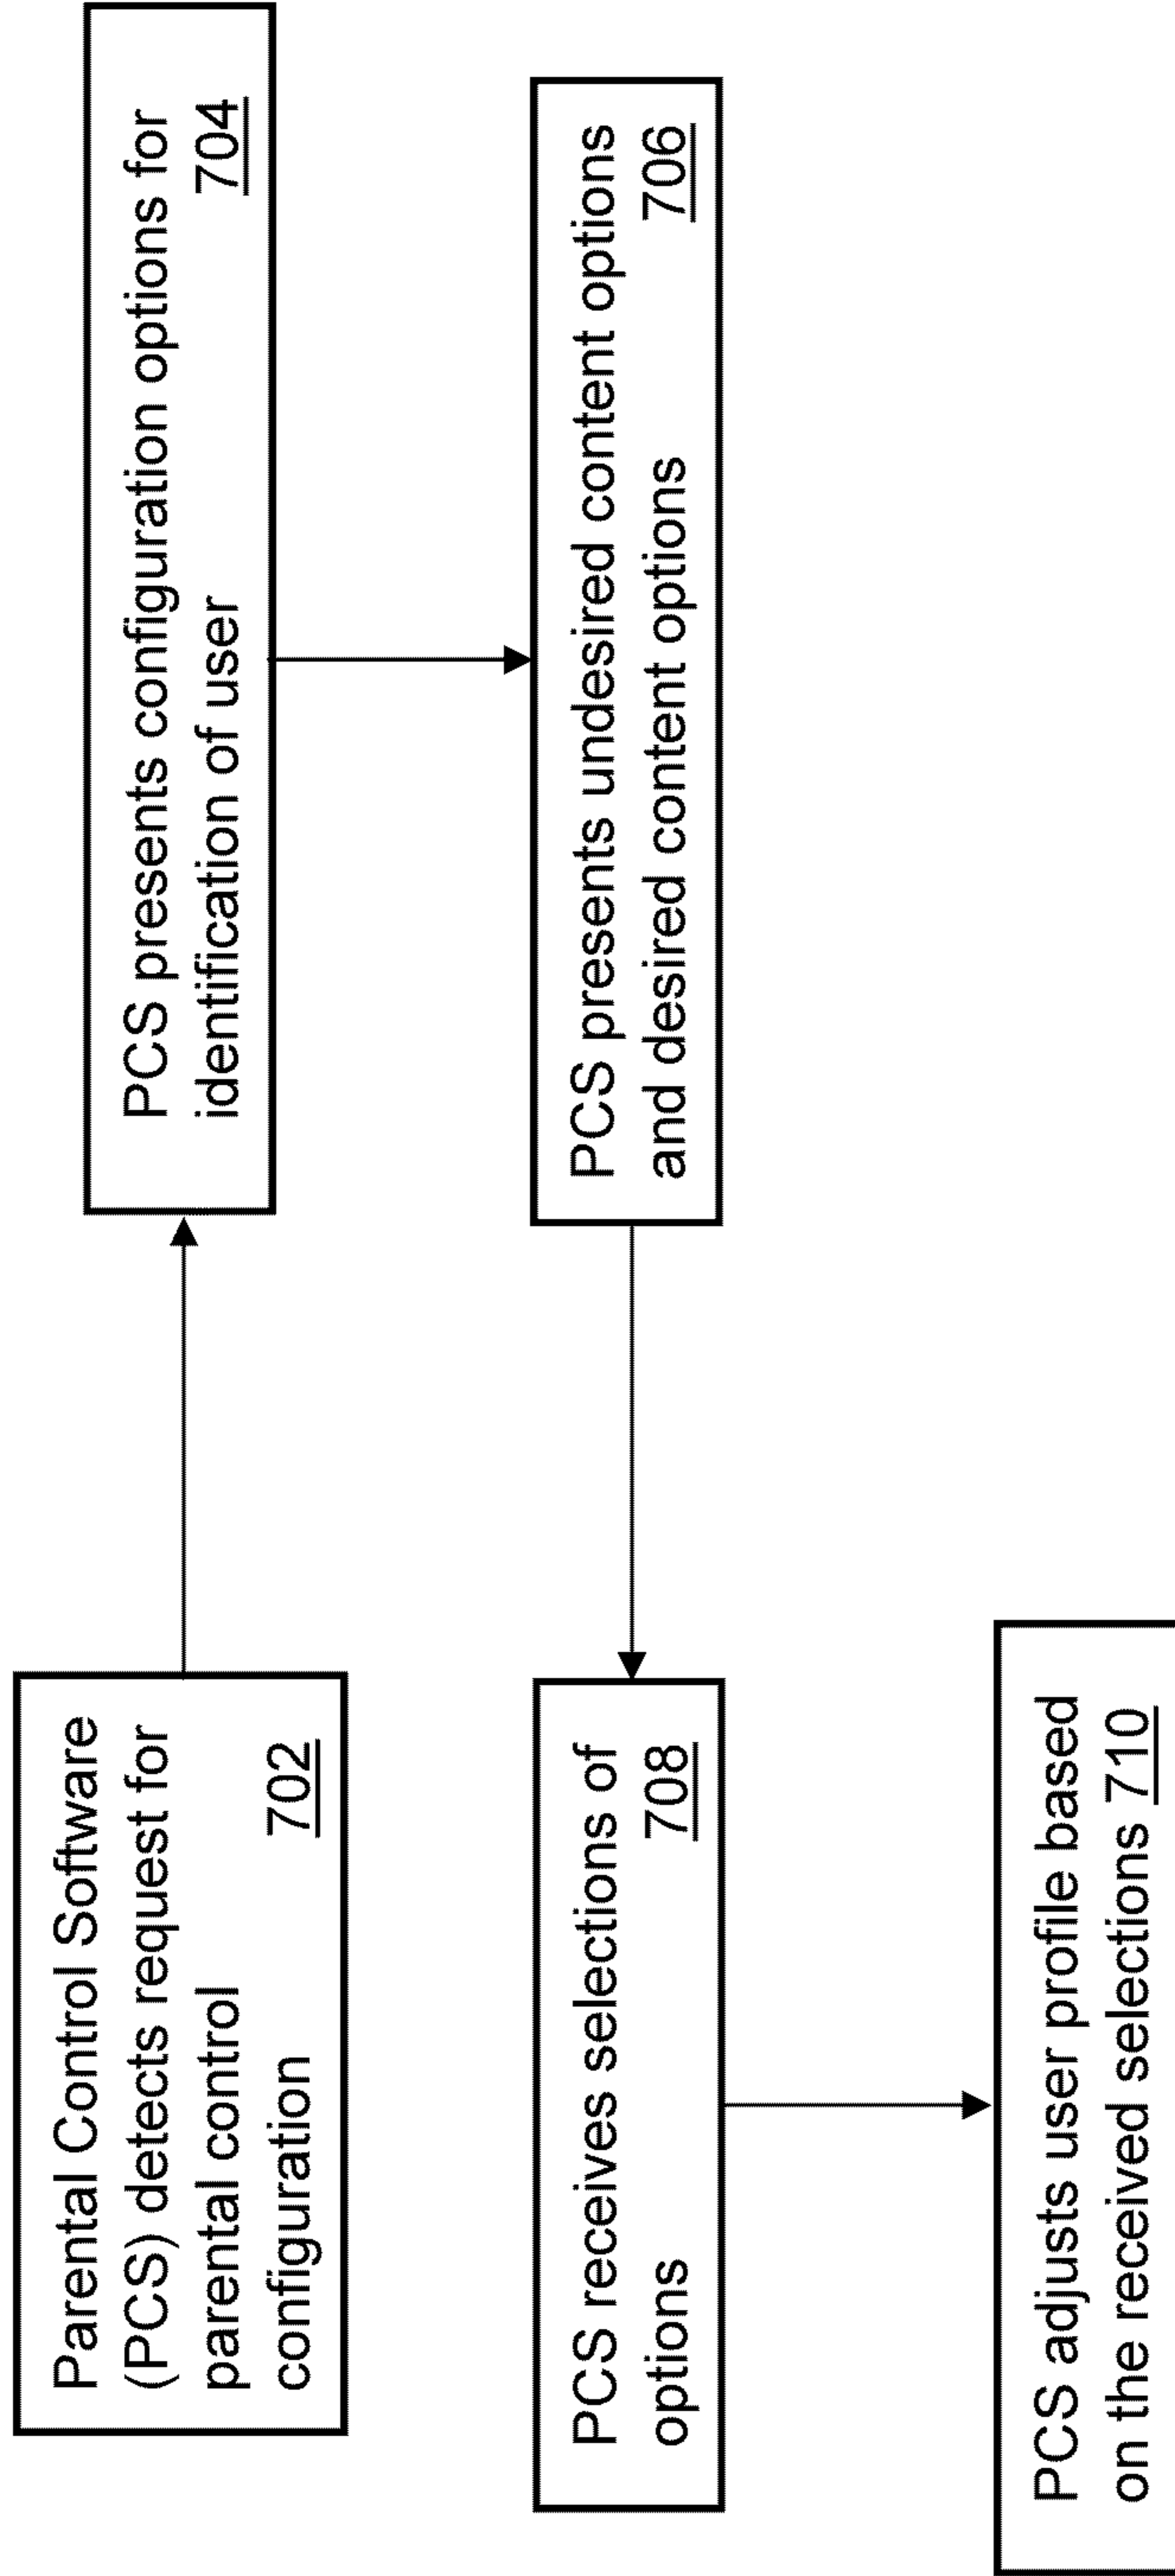 Parental Control Software
(PCS) detects request for
parental control
configuration 702
PCS presents configuration options for
identification of user 704
PCS presents undesired content options
and desired content options 706
PCS receives selections of
options 708
PCS adjusts user profile based
on the received selections 710